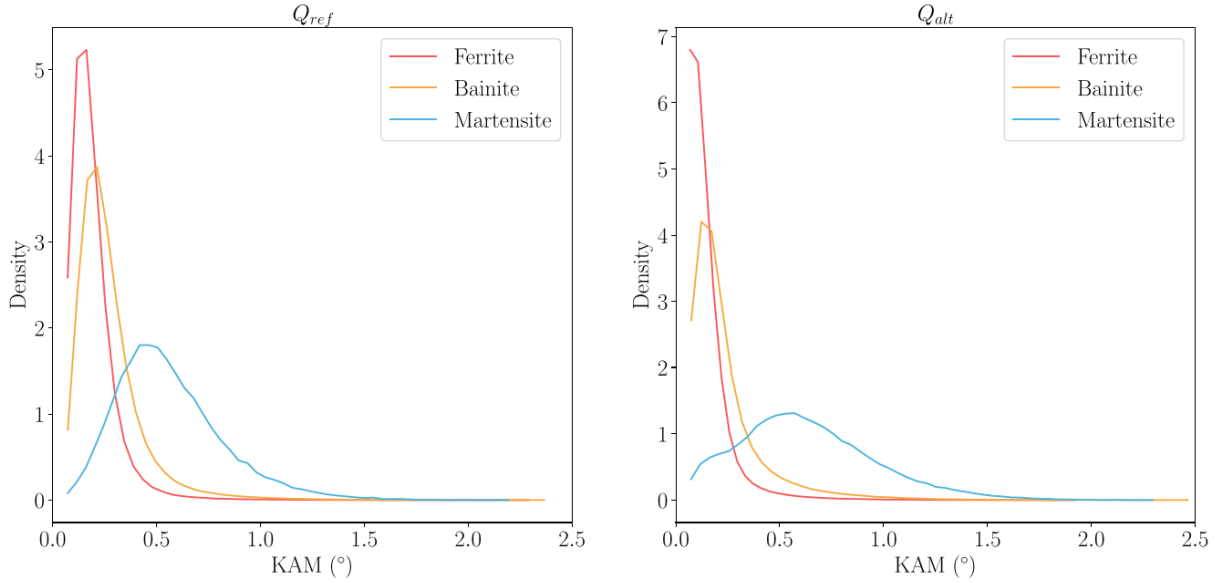 Q_ref
Ferrite
Bainite
Martensite
Density
5
4
3
2
1
0
0.0 0.5 1.0 1.5 2.0 2.5
KAM (°)
Q_alt
Ferrite
Bainite
Martensite
Density
7
6
5
4
3
2
1
0
0.0 0.5 1.0 1.5 2.0 2.5
KAM (°)